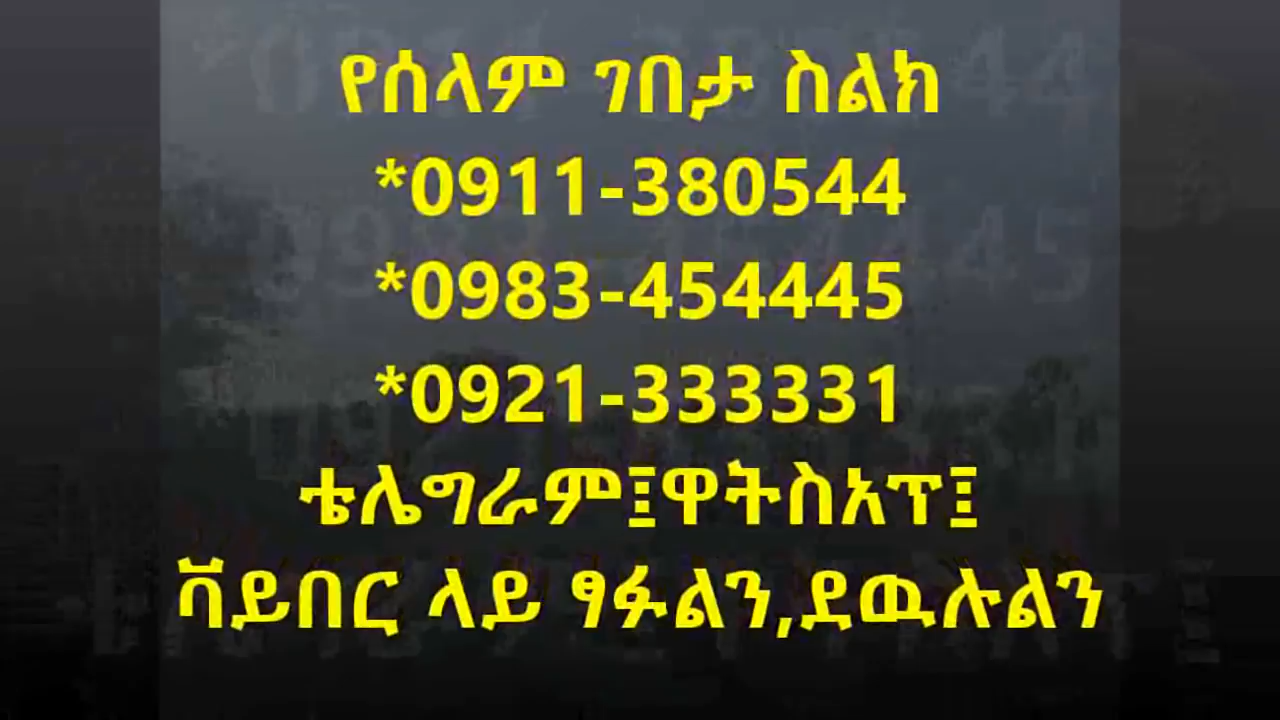 የሰላም ገበታ ስልክ
*0911-380544
*0983-454445
*0921-333331
ቴሌግራም፤ዋትስአፕ፤
ቫይበር ላይ ፃፉልን,ደዉሉልን